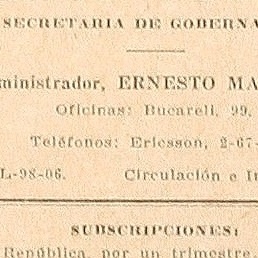 SECRETARIA DE GOBERNA
ministrador, ERNESTO MA
Oficinas: Bucareli, 99.
Teléfonos: Ericsson, 2-67-
L-98-06. Circulación e I
SUBSCRIPCIONES:
República, por un trimestre.